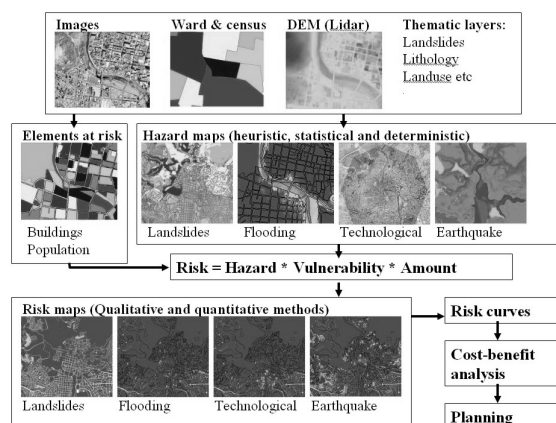 Images
Ward & census
DEM (Lidar)
Thematic layers:
Landslides
Lithology
Landuse etc
Elements at risk
Buildings
Population
Hazard maps (heuristic, statistical and deterministic)
Landslides
Flooding
Technological
Earthquake
Risk = Hazard * Vulnerability * Amount
Risk maps (Qualitative and quantitative methods)
Landslides
Flooding
Technological
Earthquake
Risk curves
Cost-benefit
analysis
Planning